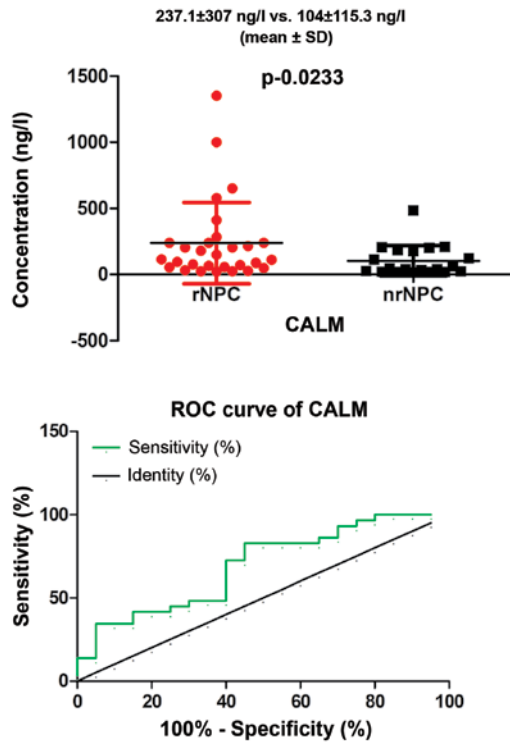 237.1±307 ng/l vs. 104±115.3 ng/l
(mean ± SD)
p-0.0233
Concentration (ng/l)
1500
1000
500
0
-500
rNPC
nrNPC
CALM
ROC curve of CALM
Sensitivity (%)
150
100
50
0
Sensitivity (%)
Identity (%)
0
20
40
60
80
100
100% - Specificity (%)